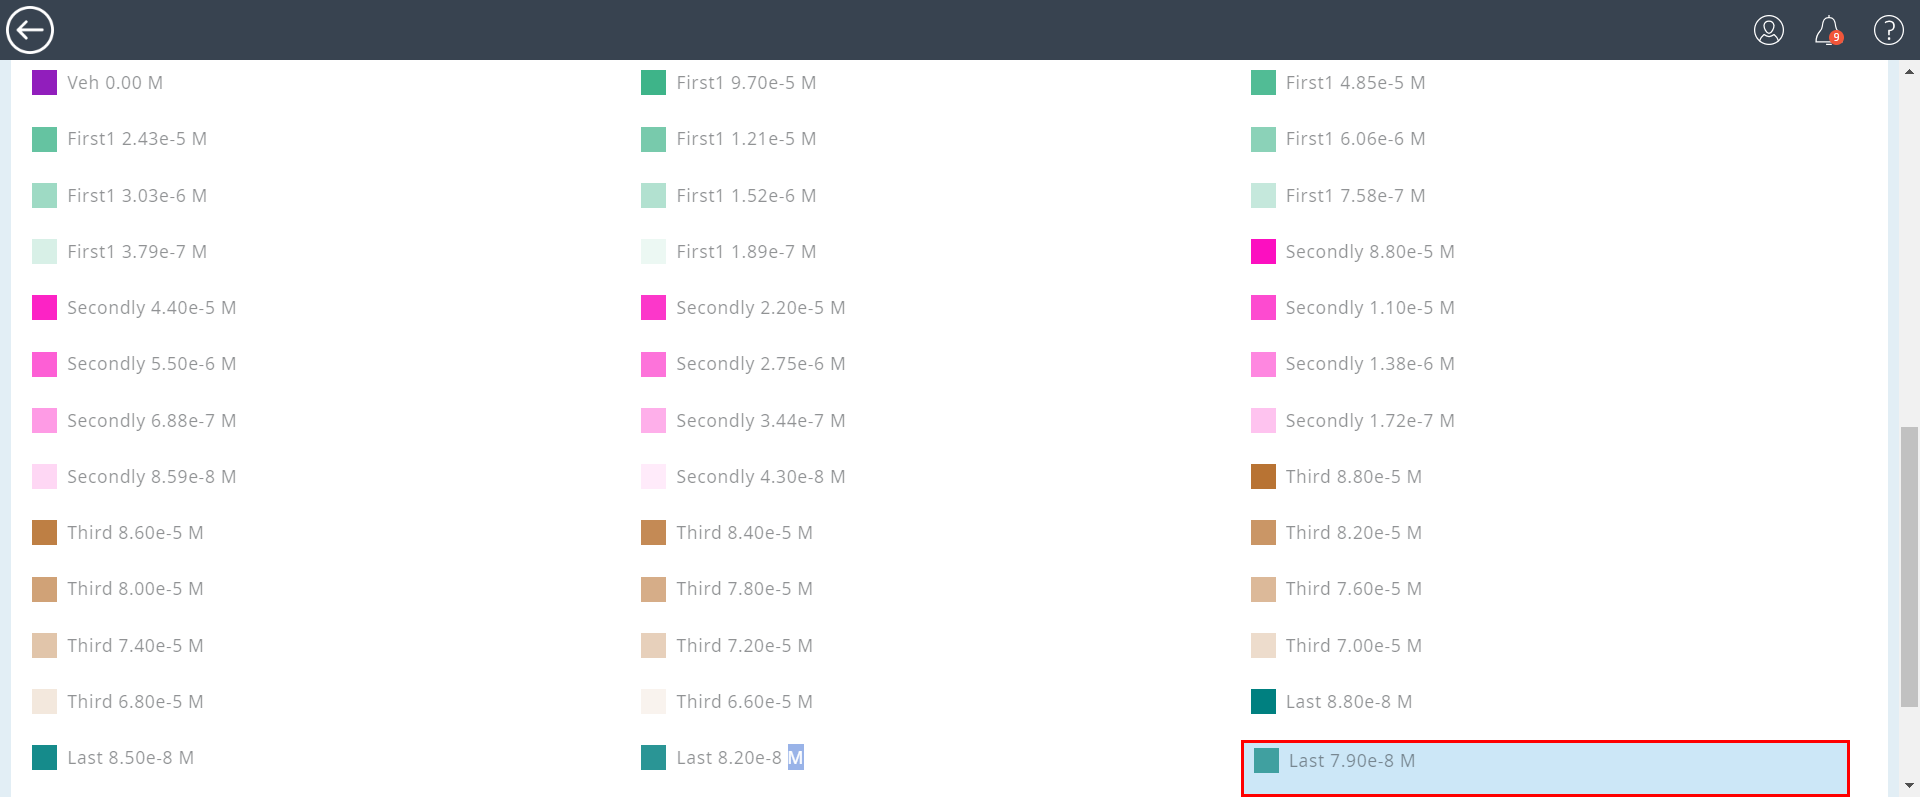 9
?
Veh 0.00 M
First1 9.70e-5 M
First1 4.85e-5 M
First1 2.43e-5 M
First1 1.21e-5 M
First1 6.06e-6 M
First1 3.03e-6 M
First1 1.52e-6 M
First1 7.58e-7 M
First1 3.79e-7 M
First1 1.89e-7 M
Secondly 8.80e-5 M
Secondly 4.40e-5 M
Secondly 2.20e-5 M
Secondly 1.10e-5 M
Secondly 5.50e-6 M
Secondly 2.75e-6 M
Secondly 1.38e-6 M
Secondly 6.88e-7 M
Secondly 3.44e-7 M
Secondly 1.72e-7 M
Secondly 8.59e-8 M
Secondly 4.30e-8 M
Third 8.80e-5 M
Third 8.60e-5 M
Third 8.40e-5 M
Third 8.20e-5 M
Third 8.00e-5 M
Third 7.80e-5 M
Third 7.60e-5 M
Third 7.40e-5 M
Third 7.20e-5 M
Third 7.00e-5 M
Third 6.80e-5 M
Third 6.60e-5 M
Last 8.80e-8 M
Last 8.50e-8 M
Last 8.20e-8 M
Last 7.90e-8 M